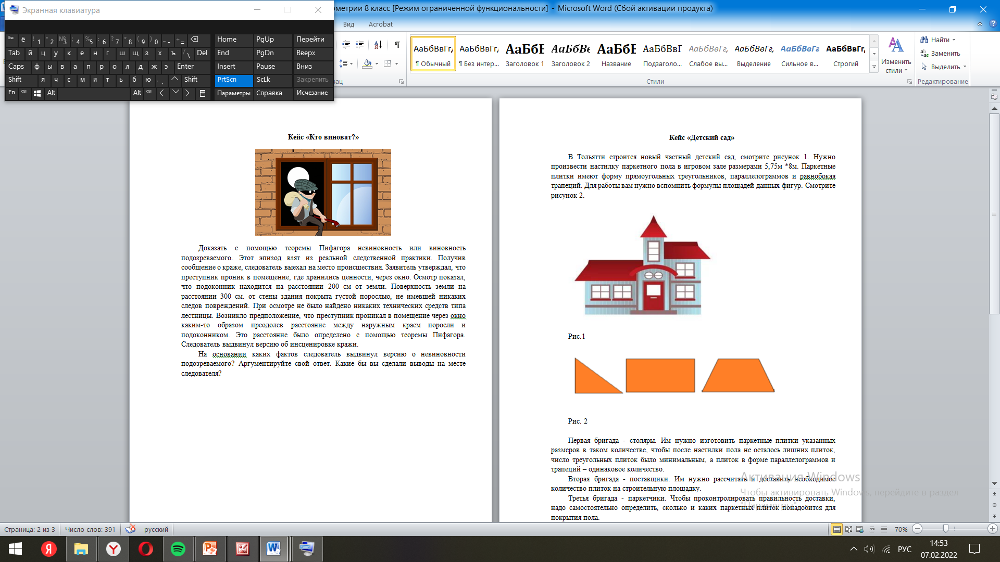 Экранная клавиатура
ометрии 8 класс [Режим ограниченной функциональности] - Microsoft Word (Сбой активации продукта)
Вид Acrobat
Esc ё ! 1 " 2 № 3 ; 4 % 5 : 6 ? 7 * 8 ( 9 ) 0 _ - + = Home PgUp Перейти
Tab й ц у к е н г ш щ з х ъ / \ Del End PgDn Вверх
Caps ф ы в а п р о л д ж э Enter Insert Pause Вниз
Shift я ч с м и т ь б ю , . Shift PrtScn ScLk Закрепить
Fn Ctrl Alt Alt Ctrl Параметры Справка Исчезание
АаБбВвГг, АаБбВвГг, АаБбЕ АаБбВе АаБбЕ АаБбВвГ АаБбВвГг, АаБбВвГг, АаБбВвГг АаБбВвГг,
¶ Обычный ¶ Без интер... Заголовок 1 Заголовок 2 Название Подзаголо... Слабое вы... Выделение Сильное в... Строгий
Изменить стили
Найти
Заменить
Выделить
зац Стили Редактирование
Кейс «Кто виноват?»
Доказать с помощью теоремы Пифагора невиновность или виновность
подозреваемого. Этот эпизод взят из реальной следственной практики. Получив
сообщение о краже, следователь выехал на место происшествия. Заявитель утверждал, что
преступник проник в помещение, где хранились ценности, через окно. Осмотр показал,
что подоконник находится на расстоянии 200 см от земли. Поверхность земли на
расстоянии 300 см. от стены здания покрыта густой порослью, не имевшей никаких
следов повреждений. При осмотре не было найдено никаких технических средств типа
лестницы. Возникло предположение, что преступник проникал в помещение через окно
каким-то образом преодолев расстояние между наружным краем поросли и
подоконником. Это расстояние было определено с помощью теоремы Пифагора.
Следователь выдвинул версию об инсценировке кражи.
На основании каких фактов следователь выдвинул версию о невиновности
подозреваемого? Аргументируйте свой ответ. Какие бы вы сделали выводы на месте
следователя?
Кейс «Детский сад»
В Тольятти строится новый частный детский сад, смотрите рисунок 1. Нужно
произвести настилку паркетного пола в игровом зале размерами 5,75м *8м. Паркетные
плитки имеют форму прямоугольных треугольников, параллелограммов и равнобокая
трапеций. Для работы вам нужно вспомнить формулы площадей данных фигур. Смотрите
рисунок 2.
Рис.1
Рис. 2
Первая бригада - столяры. Им нужно изготовить паркетные плитки указанных
размеров в таком количестве, чтобы после настилки пола не осталось лишних плиток,
число треугольных плиток было минимальным, а плиток в форме параллелограммов и
трапеций – одинаковое количество.
Вторая бригада - поставщики. Им нужно рассчитать и доставить необходимое
количество плиток на строительную площадку.
Третья бригада - паркетчики. Чтобы проконтролировать правильность доставки,
надо самостоятельно определить, сколько и каких паркетных плиток понадобится для
покрытия пола.
Активация Windows
Чтобы активировать Windows, перейдите в раздел
"Параметры".
Страница: 2 из 3 Число слов: 391 русский 70%
РУС 14:53
07.02.2022